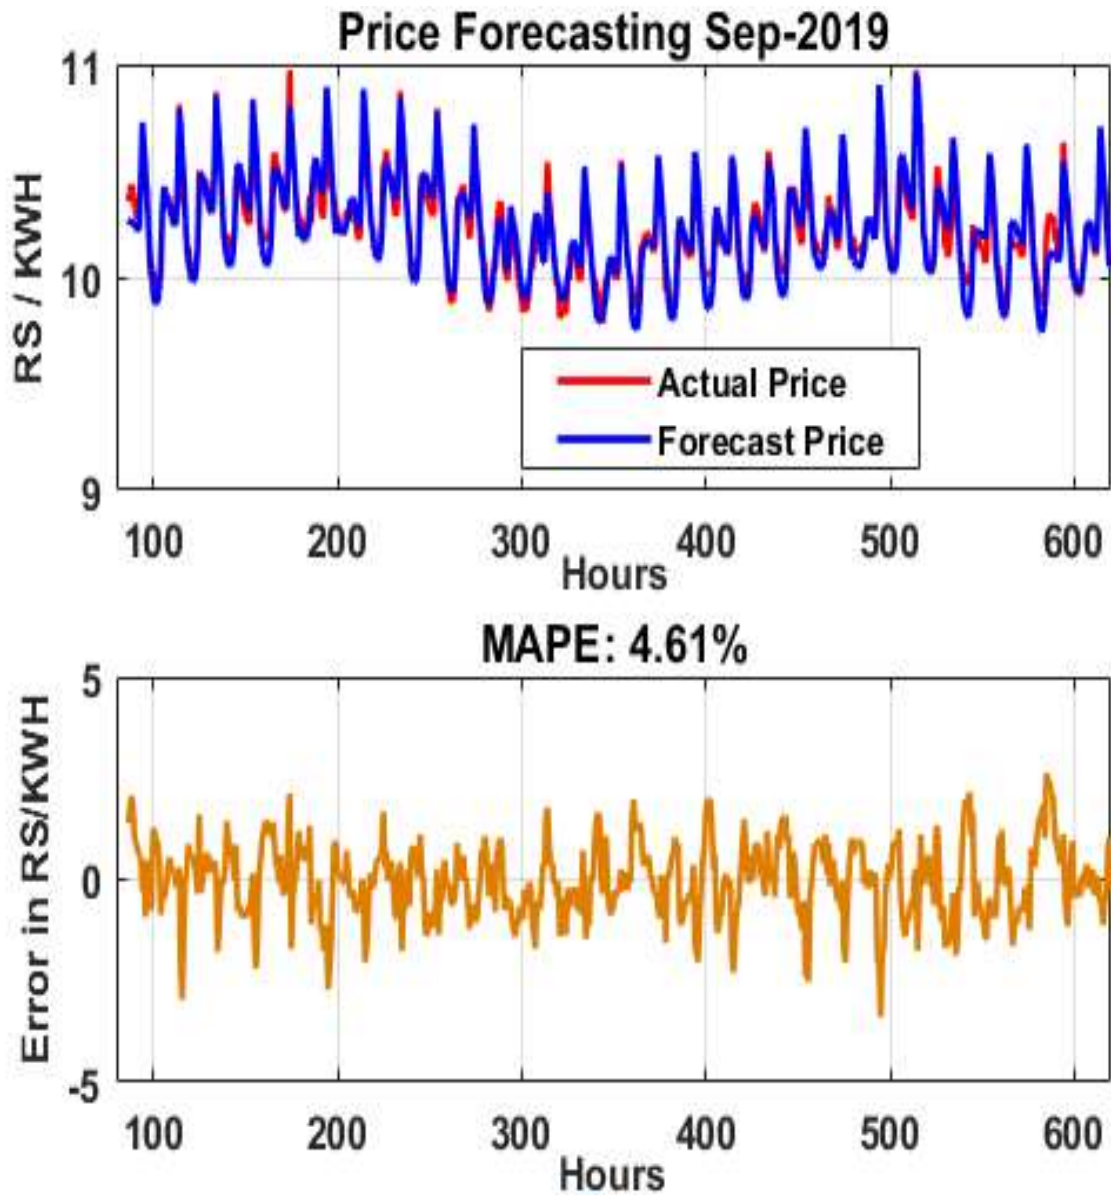 Price Forecasting Sep-2019
11
10
9
RS / KWH
Actual Price
Forecast Price
100 200 300 400 500 600
Hours
MAPE: 4.61%
5
0
-5
Error in RS/KWH
100 200 300 400 500 600
Hours